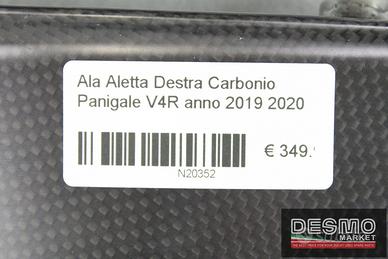 Ala Aletta Destra Carbonio
Panigale V4R anno 2019 2020
€ 349.
N20352
DESMO
MARKET